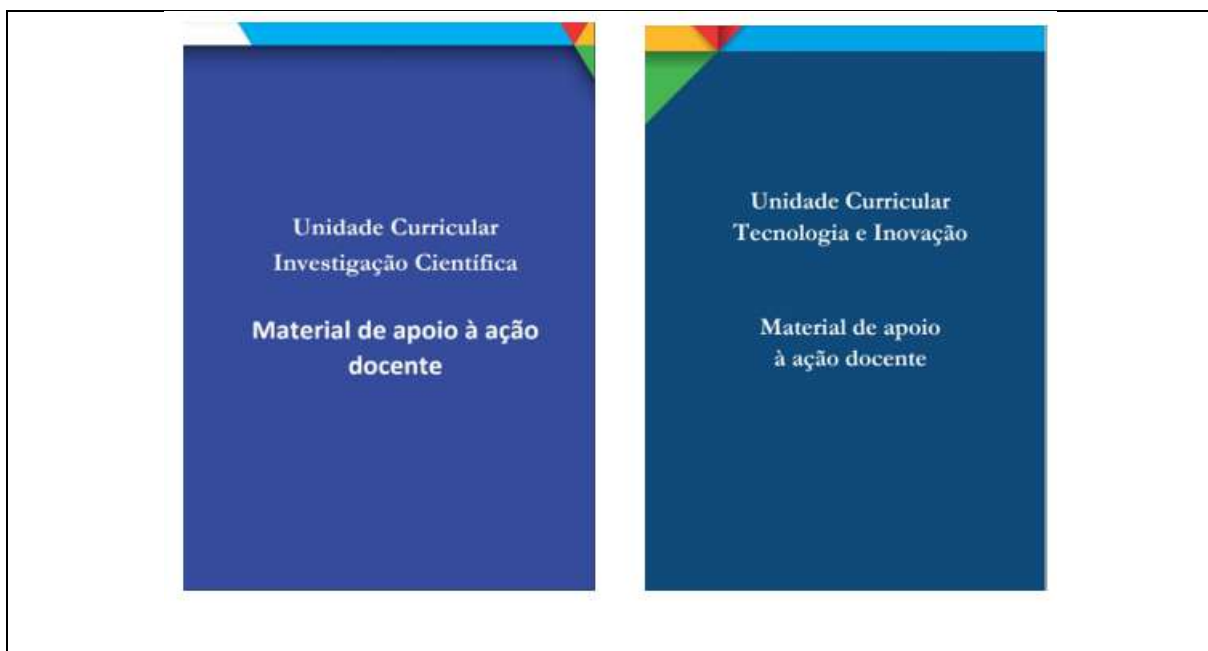 Unidade Curricular
Investigação Científica
Material de apoio à ação
docente
Unidade Curricular
Tecnologia e Inovação
Material de apoio
à ação docente